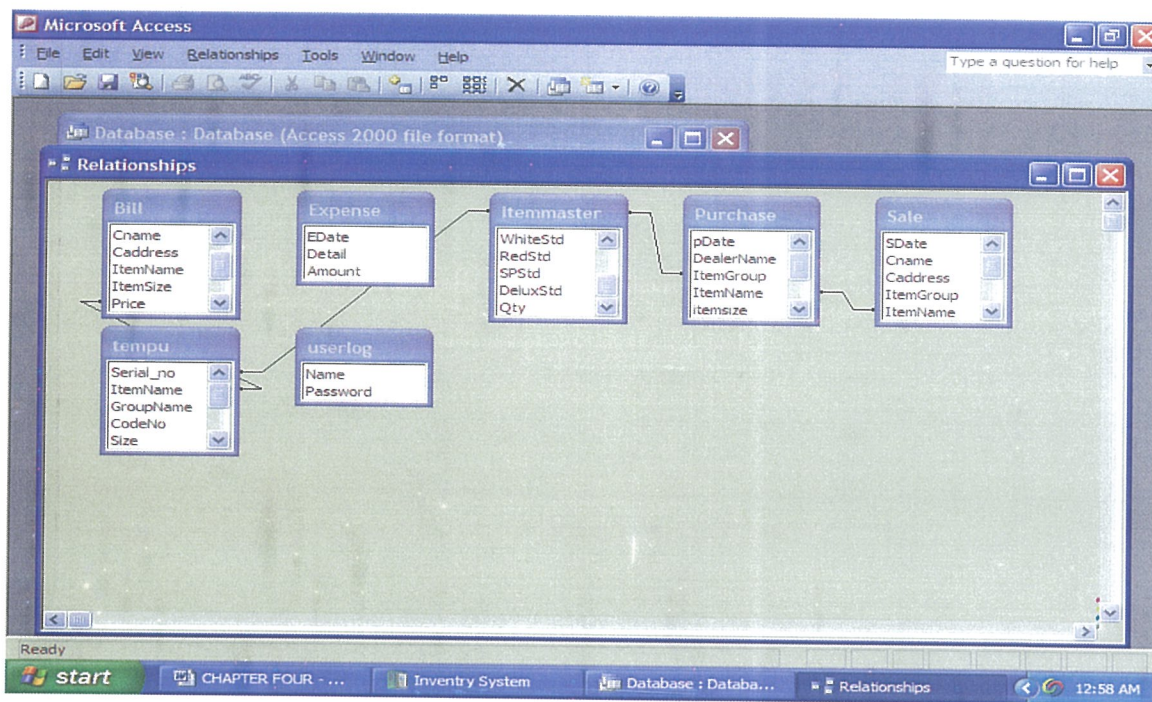 Microsoft Access
File Edit View Relationships Tools Window Help
Type a question for help
Database : Database (Access 2000 file format)
Relationships
Bill
Cname
Caddress
ItemName
ItemSize
Price
Expense
EDate
Detail
Amount
Itemmaster
WhiteStd
RedStd
SPStd
DeluxStd
Qty
Purchase
pDate
DealerName
ItemGroup
ItemName
itemsize
Sale
SDate
Cname
Caddress
ItemGroup
ItemName
tempu
Serial_no
ItemName
GroupName
CodeNo
Size
userlog
Name
Password
Ready
start CHAPTER FOUR - ... Inventry System Database : Databa... Relationships 12:58 AM